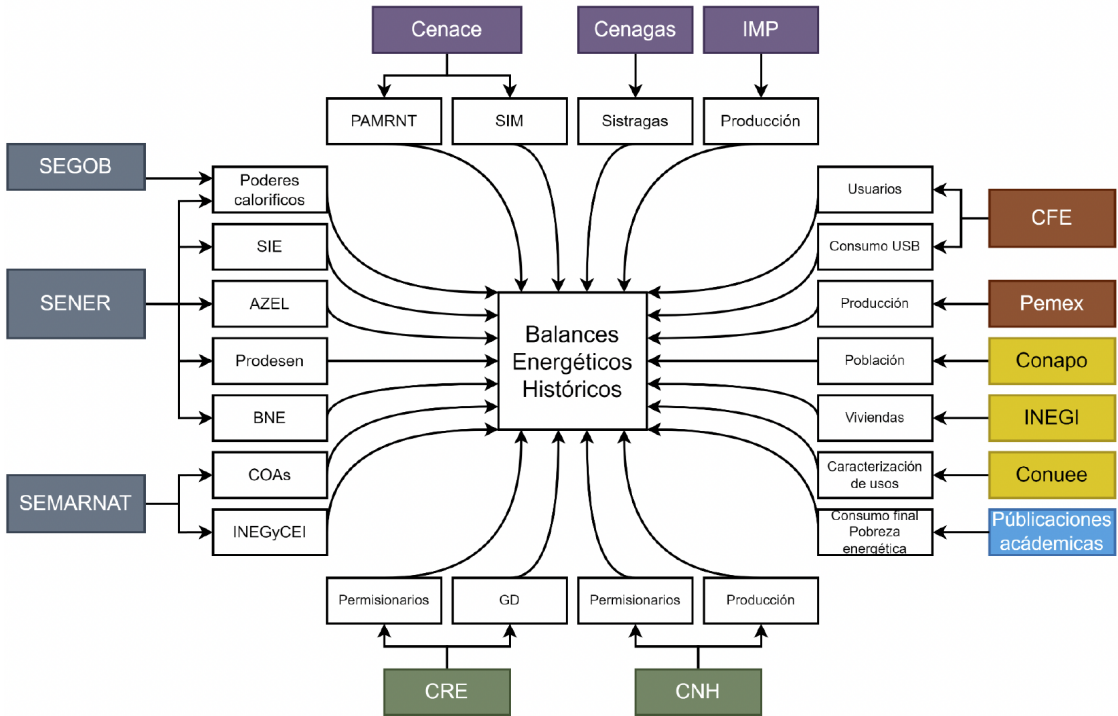 Cenace
Cenagas
IMP
PAMRNT
SIM
Sistragas
Producción
SEGOB
SENER
SEMARNAT
Poderes
caloríficos
SIE
AZEL
Prodesen
BNE
COAs
INEGyCEI
Balances
Energéticos
Históricos
Usuarios
Consumo USB
Producción
Población
Viviendas
Caracterización
de usos
Consumo final
Pobreza
energética
CFE
Pemex
Conapo
INEGI
Conuee
Públicaciones
acádemicas
Permisionarios
GD
Permisionarios
Producción
CRE
CNH